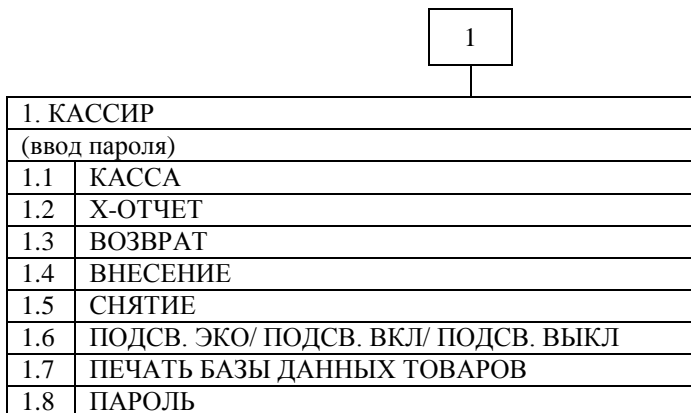 1
1. КАССИР
(ввод пароля)
1.1 КАССА
1.2 Х-ОТЧЕТ
1.3 ВОЗВРАТ
1.4 ВНЕСЕНИЕ
1.5 СНЯТИЕ
1.6 ПОДСВ. ЭКО/ ПОДСВ. ВКЛ/ ПОДСВ. ВЫКЛ
1.7 ПЕЧАТЬ БАЗЫ ДАННЫХ ТОВАРОВ
1.8 ПАРОЛЬ